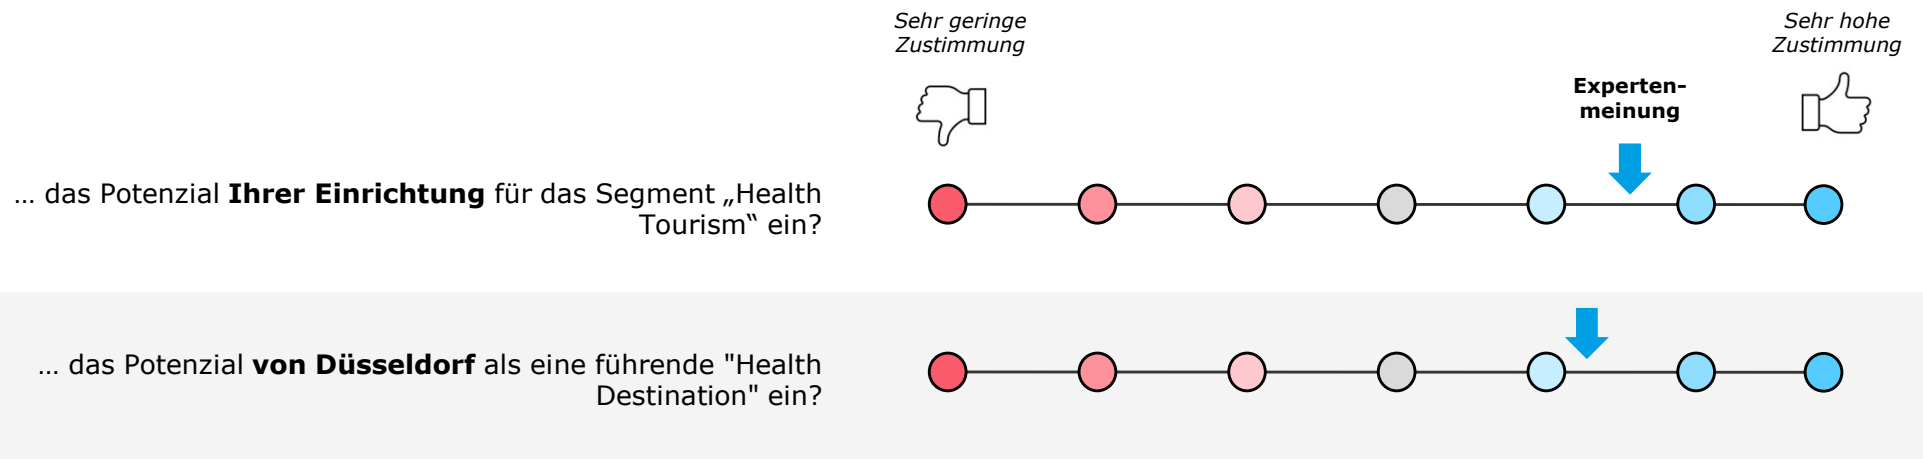 Sehr geringe
Zustimmung
Sehr hohe
Zustimmung
Experten-
meinung
... das Potenzial Ihrer Einrichtung für das Segment „Health
Tourism“ ein?
... das Potenzial von Düsseldorf als eine führende "Health
Destination" ein?